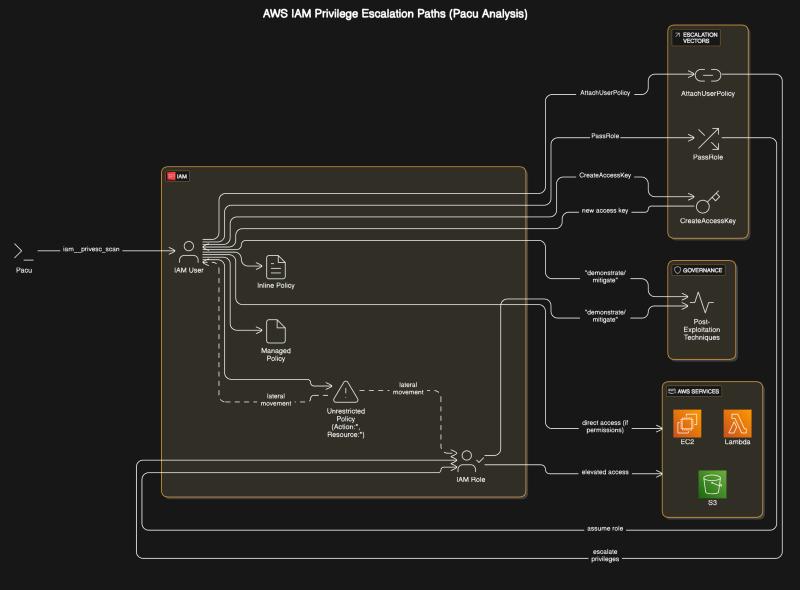 AWS IAM Privilege Escalation Paths (Pacu Analysis)
ESCALATION
VECTORS
AttachUserPolicy
AttachUserPolicy
PassRole
PassRole
IAM
CreateAccessKey
new access key
CreateAccessKey
iam__privesc_scan
Pacu
IAM User
Inline Policy
GOVERNANCE
"demonstrate/
mitigate"
"demonstrate/
mitigate"
Post-
Exploitation
Techniques
Managed
Policy
lateral
movement
lateral
movement
Unrestricted
Policy
(Action:*,
Resource:*)
AWS SERVICES
direct access (if
permissions)
EC2
Lambda
IAM Role
elevated access
S3
assume role
escalate
privileges